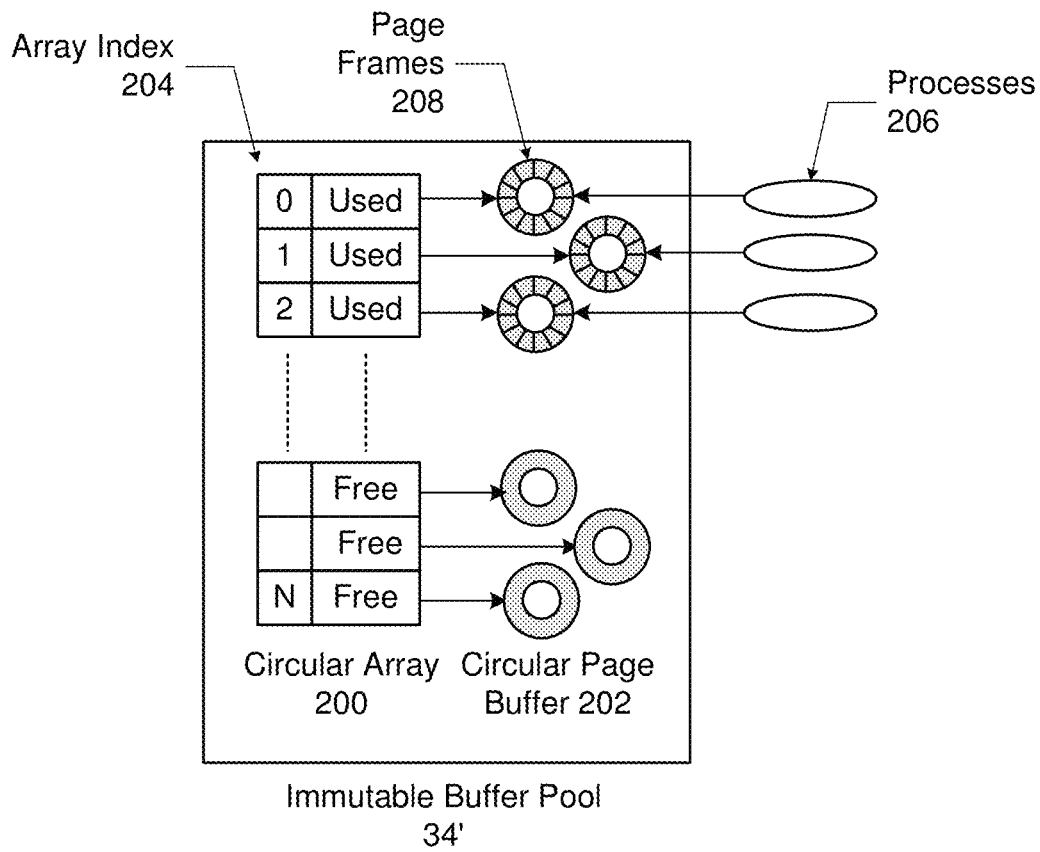 Page
Frames
208
Array Index
204
Processes
206
0 Used
1 Used
2 Used
Free
Free
N Free
Circular Array
200
Circular Page
Buffer 202
Immutable Buffer Pool
34'